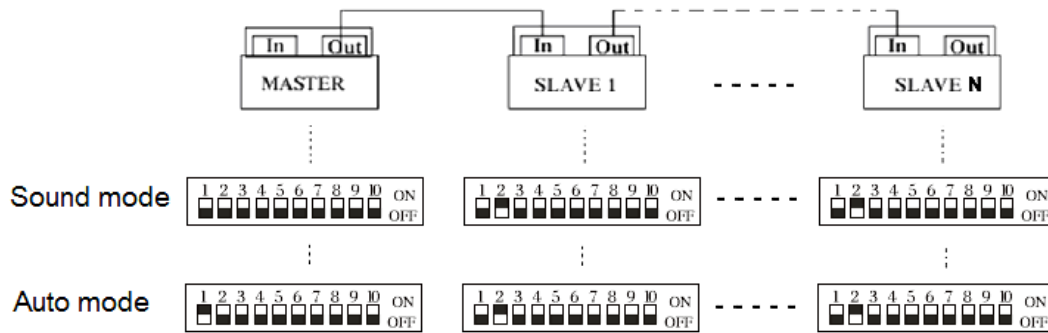 In Out In Out In Out
MASTER SLAVE 1 SLAVE N
Sound mode 1 2 3 4 5 6 7 8 9 10 ON OFF 1 2 3 4 5 6 7 8 9 10 ON OFF 1 2 3 4 5 6 7 8 9 10 ON OFF
Auto mode 1 2 3 4 5 6 7 8 9 10 ON OFF 1 2 3 4 5 6 7 8 9 10 ON OFF 1 2 3 4 5 6 7 8 9 10 ON OFF